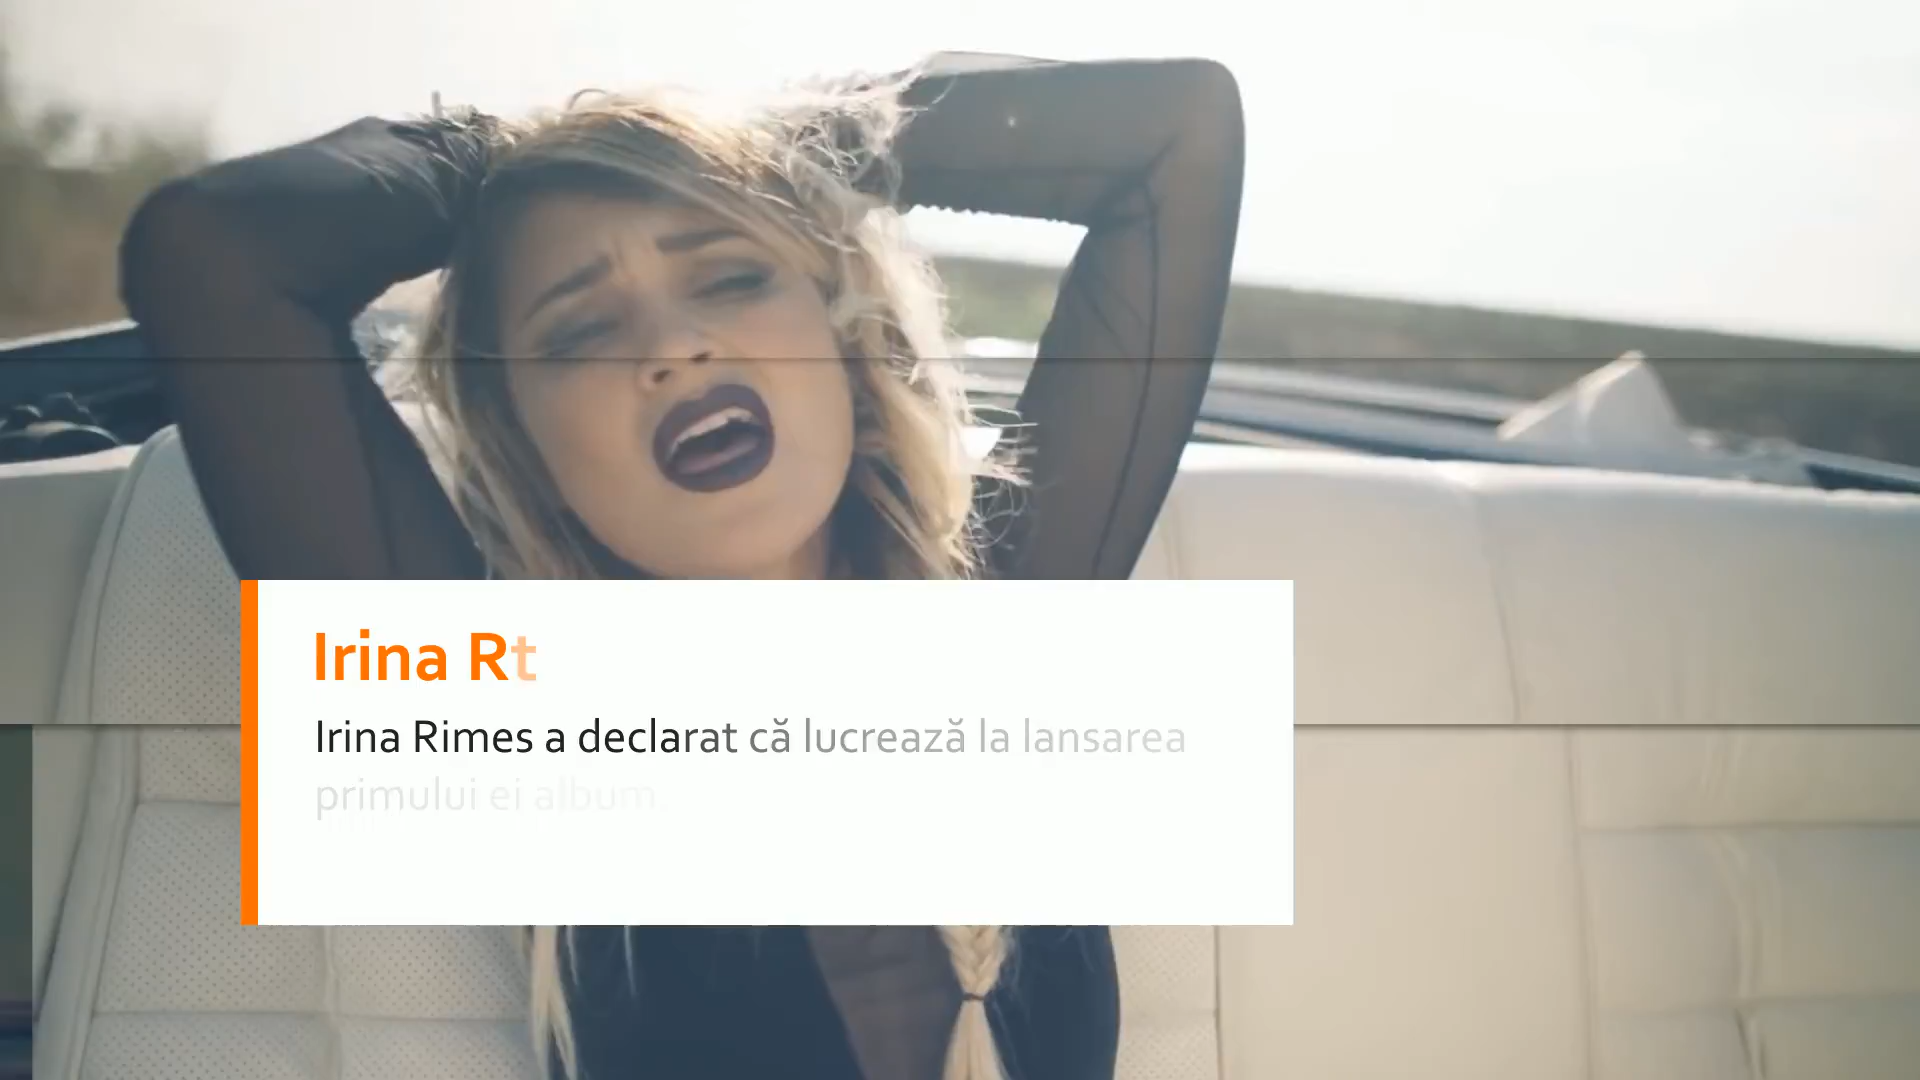 Irina Rt
Irina Rimes a declarat că lucrează la lansarea
primului ei album.